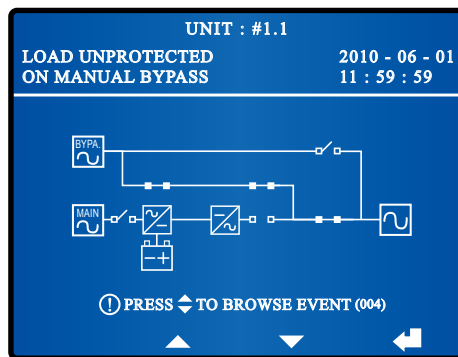 UNIT : #1.1
LOAD UNPROTECTED 2010 - 06 - 01
ON MANUAL BYPASS 11 : 59 : 59
BYPA.
MAIN
PRESS TO BROWSE EVENT (004)